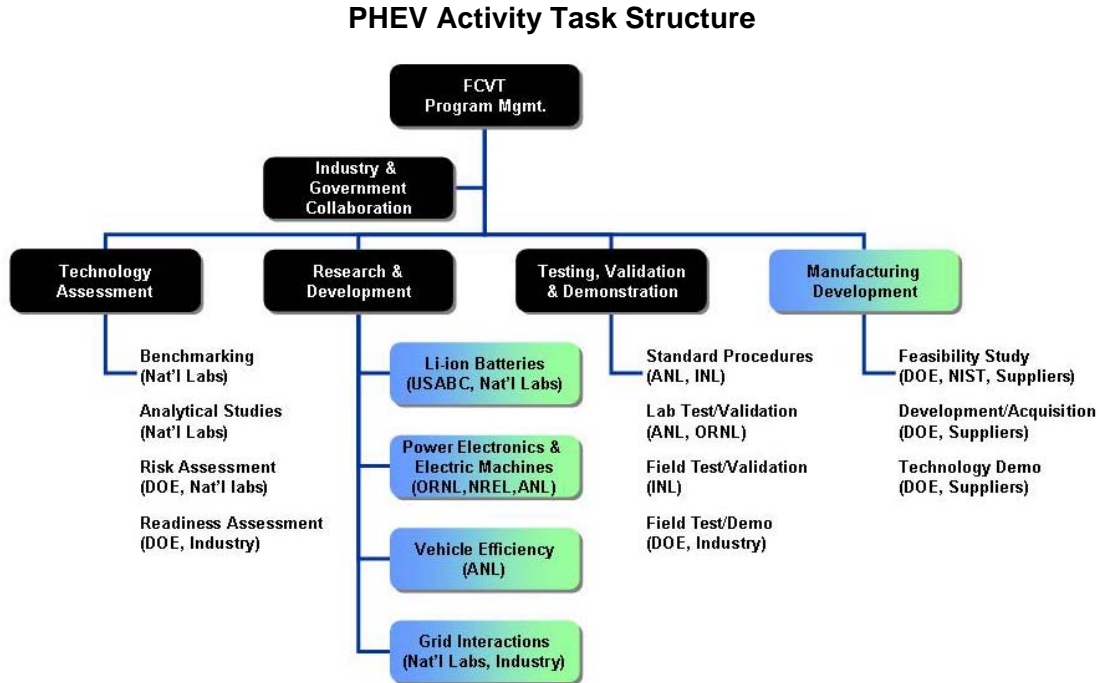 PHEV Activity Task Structure
FCVT
Program Mgmt.
Industry &
Government
Collaboration
Technology
Assessment
Research &
Development
Testing, Validation
& Demonstration
Manufacturing
Development
Benchmarking
(Nat'l Labs)
Analytical Studies
(Nat'l Labs)
Risk Assessment
(DOE, Nat'l labs)
Readiness Assessment
(DOE, Industry)
Li-ion Batteries
(USABC, Nat'l Labs)
Power Electronics &
Electric Machines
(ORNL,NREL,ANL)
Vehicle Efficiency
(ANL)
Grid Interactions
(Nat'l Labs, Industry)
Standard Procedures
(ANL, INL)
Lab Test/Validation
(ANL, ORNL)
Field Test/Validation
(INL)
Field Test/Demo
(DOE, Industry)
Feasibility Study
(DOE, NIST, Suppliers)
Development/Acquisition
(DOE, Suppliers)
Technology Demo
(DOE, Suppliers)